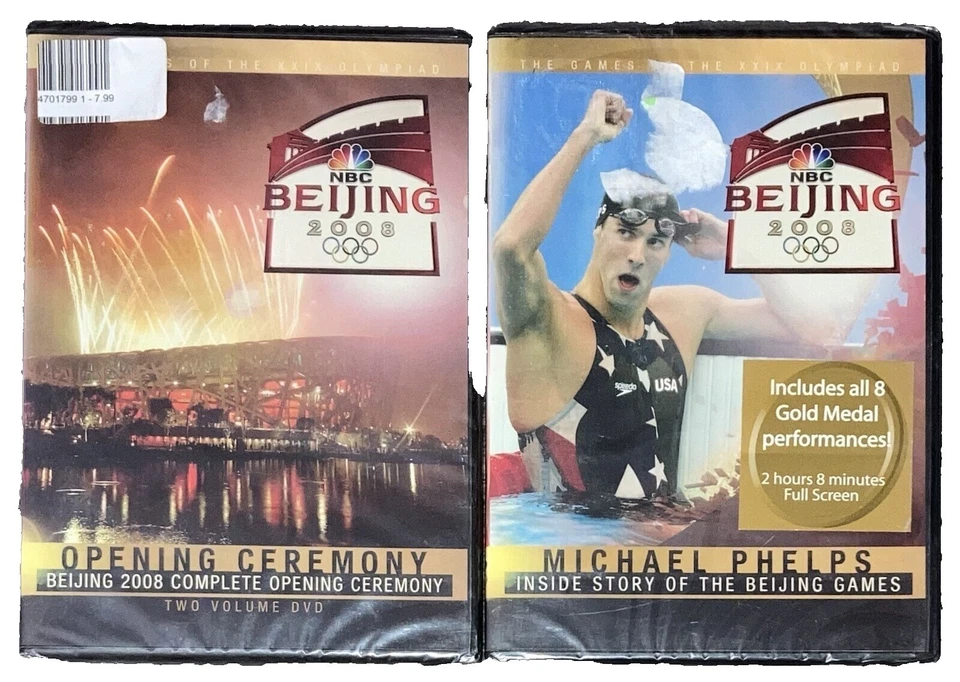 4701799 1 - 7.99
S OF THE XXIX OLYMPIAD
NBC
BEIJING
2008
OPENING CEREMONY
BEIJING 2008 COMPLETE OPENING CEREMONY
TWO VOLUME DVD
THE GAMES THE XXIX OLYMPIAD
NBC
BEIJING
2008
speedo
USA
Includes all 8
Gold Medal
performances!
2 hours 8 minutes
Full Screen
MICHAEL PHELPS
INSIDE STORY OF THE BEIJING GAMES